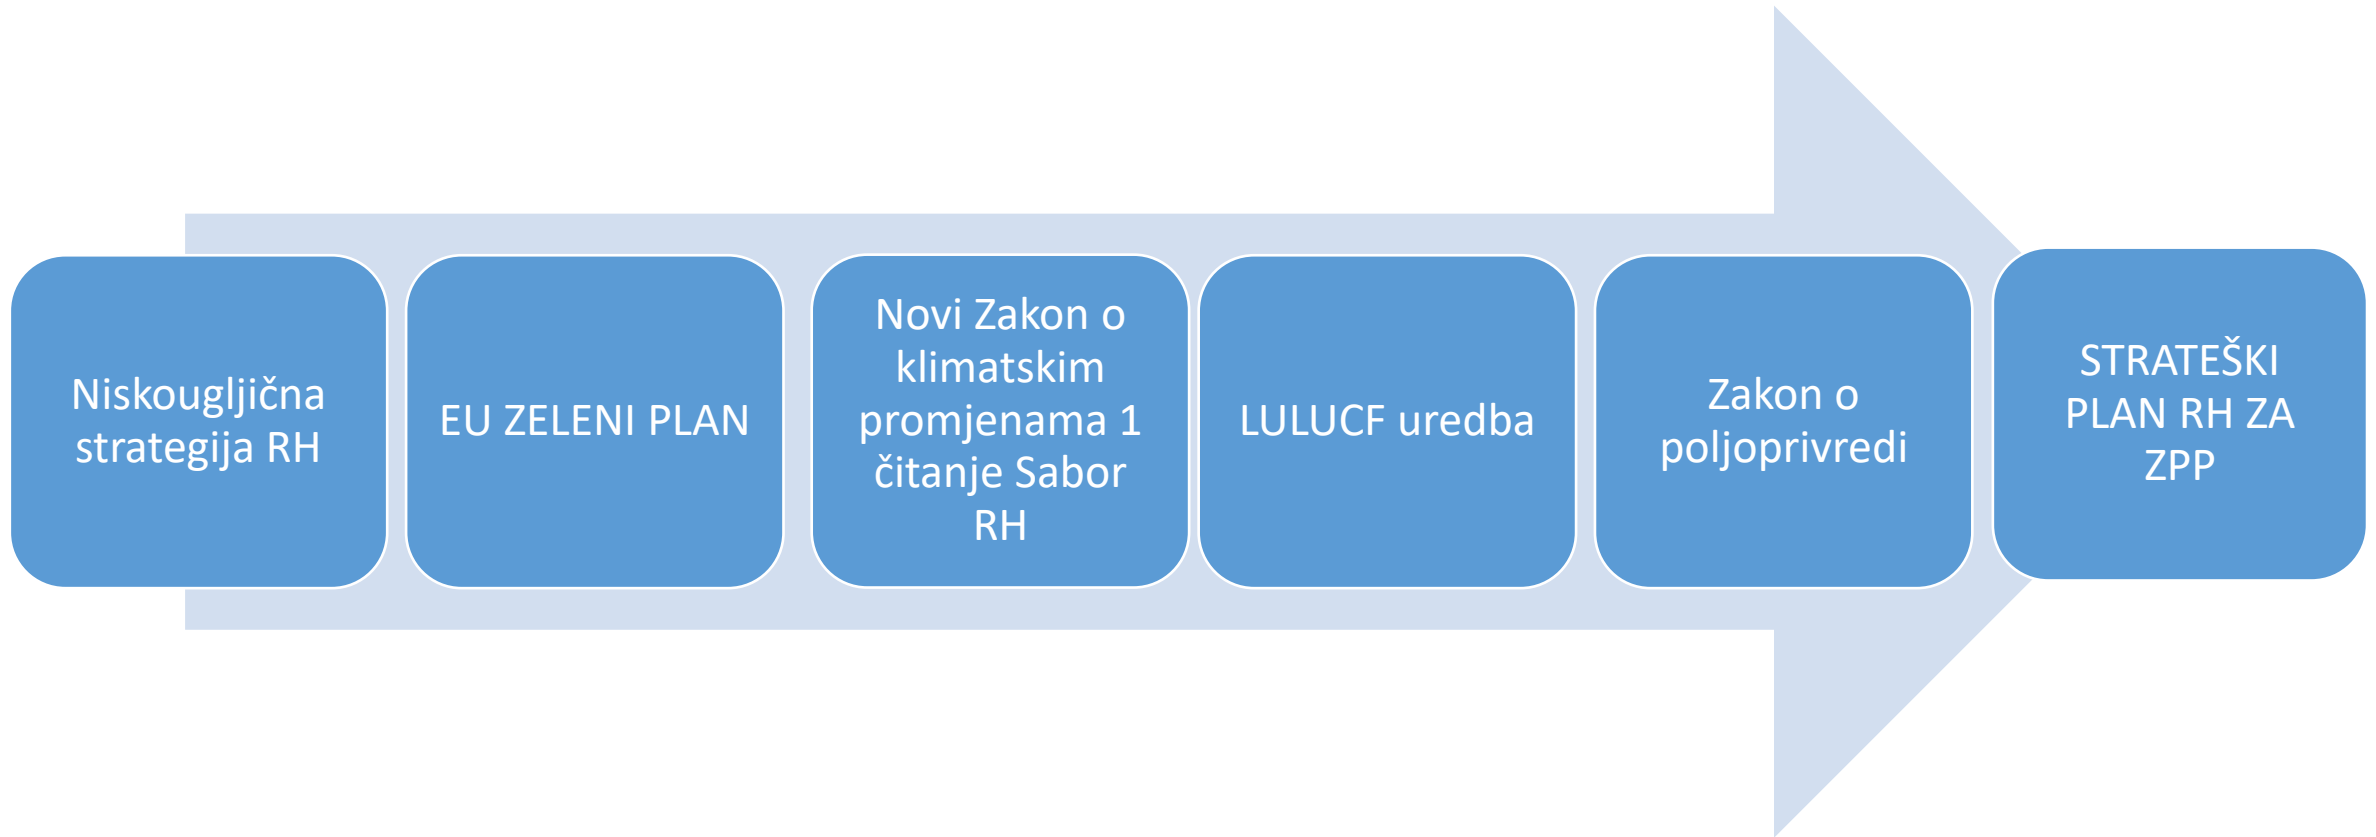 Niskougljična
strategija RH
EU ZELENI PLAN
Novi Zakon o
klimatskim
promjenama 1
čitanje Sabor
RH
LULUCF uredba
Zakon o
poljoprivredi
STRATEŠKI
PLAN RH ZA
ZPP